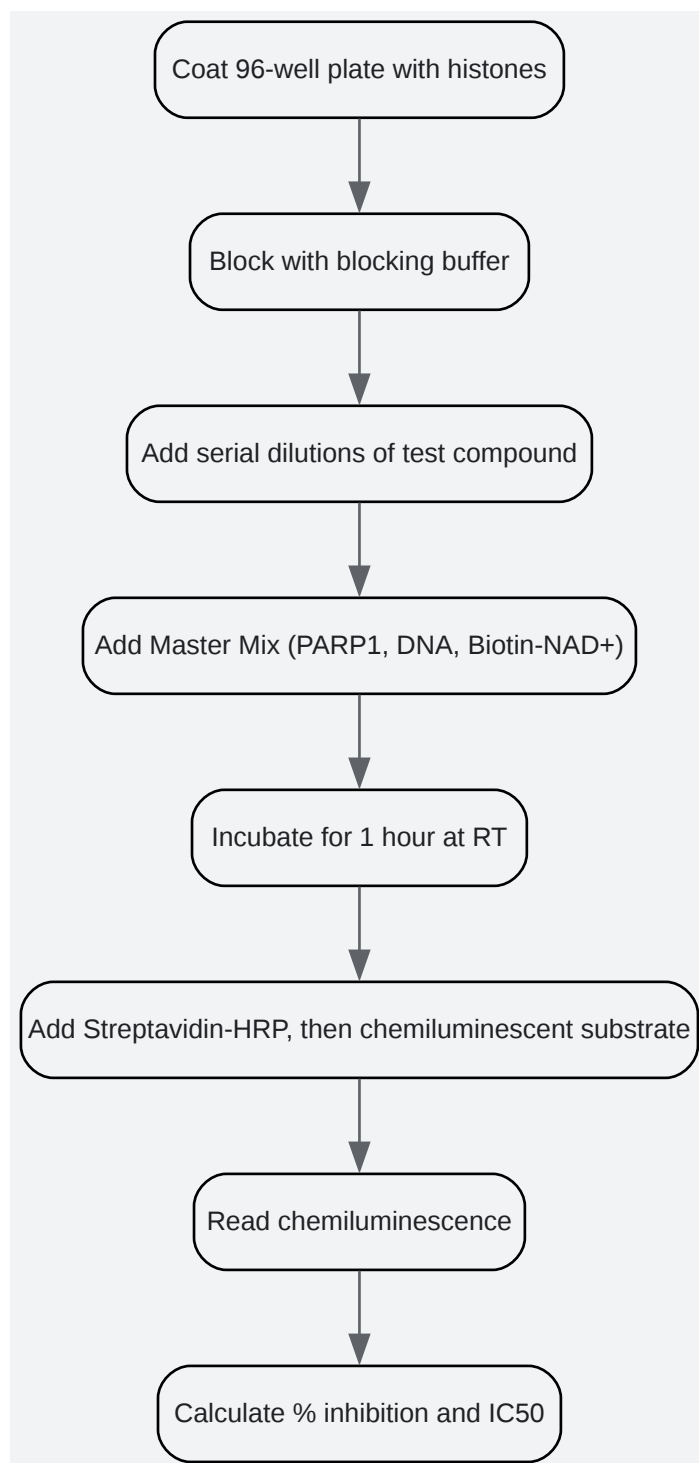 Coat 96-well plate with histones
Block with blocking buffer
Add serial dilutions of test compound
Add Master Mix (PARP1, DNA, Biotin-NAD+)
Incubate for 1 hour at RT
Add Streptavidin-HRP, then chemiluminescent substrate
Read chemiluminescence
Calculate % inhibition and IC50